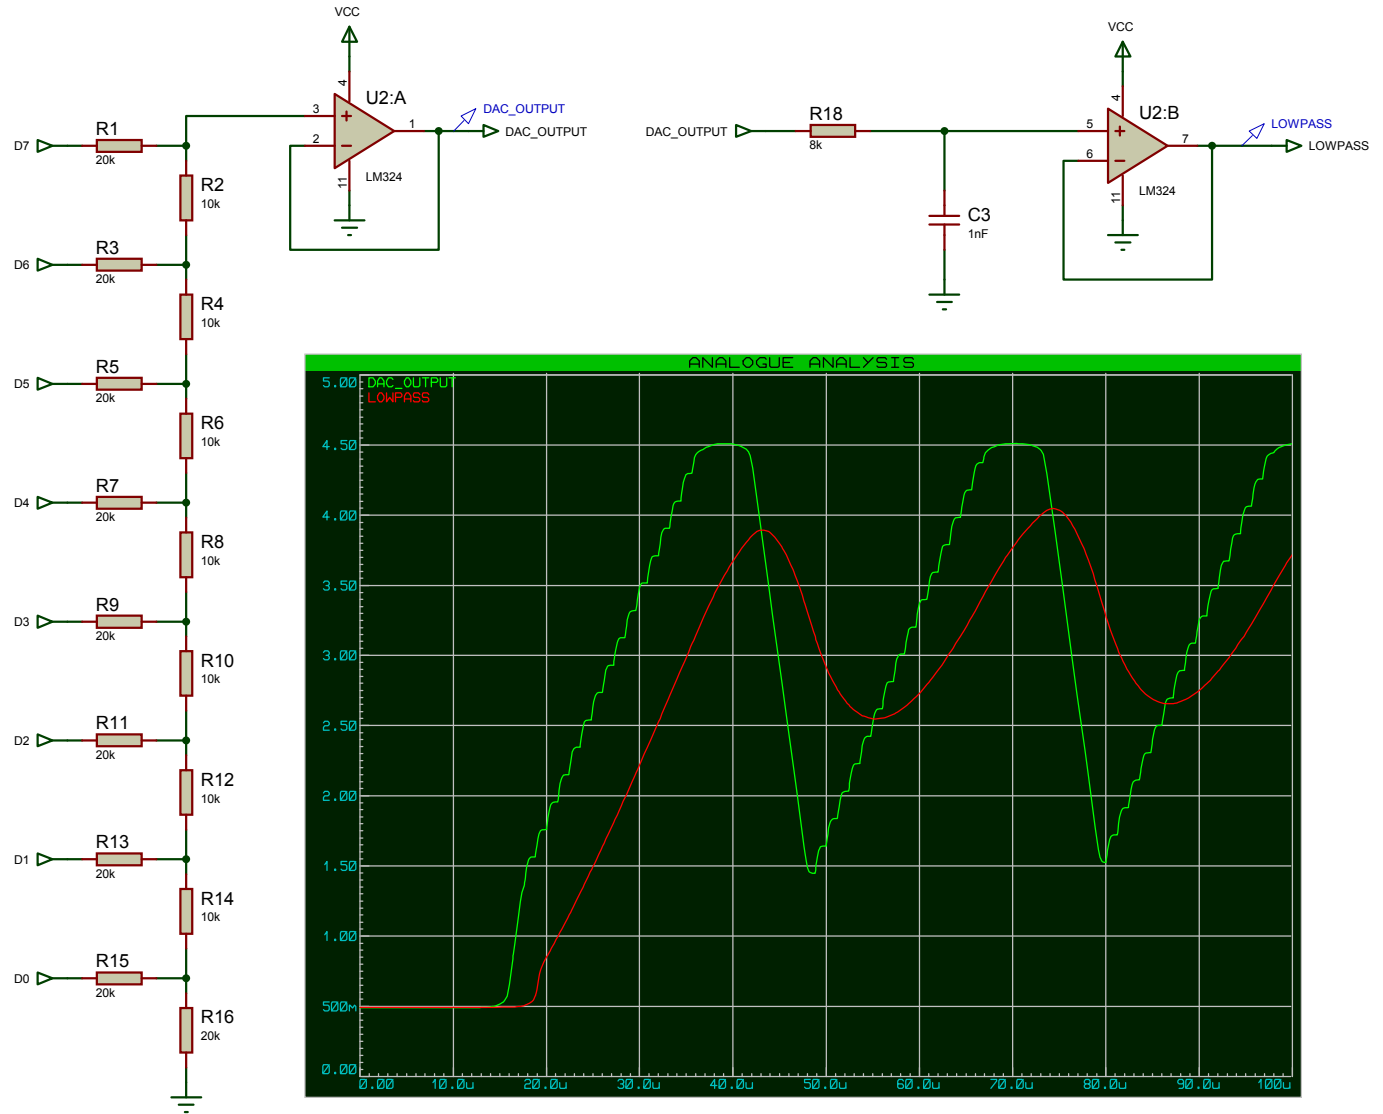 VCC
4
U2:A
3
2
1
11
LM324
DAC_OUTPUT
DAC_OUTPUT
DAC_OUTPUT
R18
8k
C3
1nF
VCC
4
U2:B
5
6
7
11
LM324
LOWPASS
LOWPASS
D7
R1
20k
R2
10k
D6
R3
20k
R4
10k
D5
R5
20k
R6
10k
D4
R7
20k
R8
10k
D3
R9
20k
R10
10k
D2
R11
20k
R12
10k
D1
R13
20k
R14
10k
D0
R15
20k
R16
20k
ANALOGUE ANALYSIS
DAC_OUTPUT
LOWPASS
5.00
4.50
4.00
3.50
3.00
2.50
2.00
1.50
1.00
500m
0.00
0.00 10.0u 20.0u 30.0u 40.0u 50.0u 60.0u 70.0u 80.0u 90.0u 100u